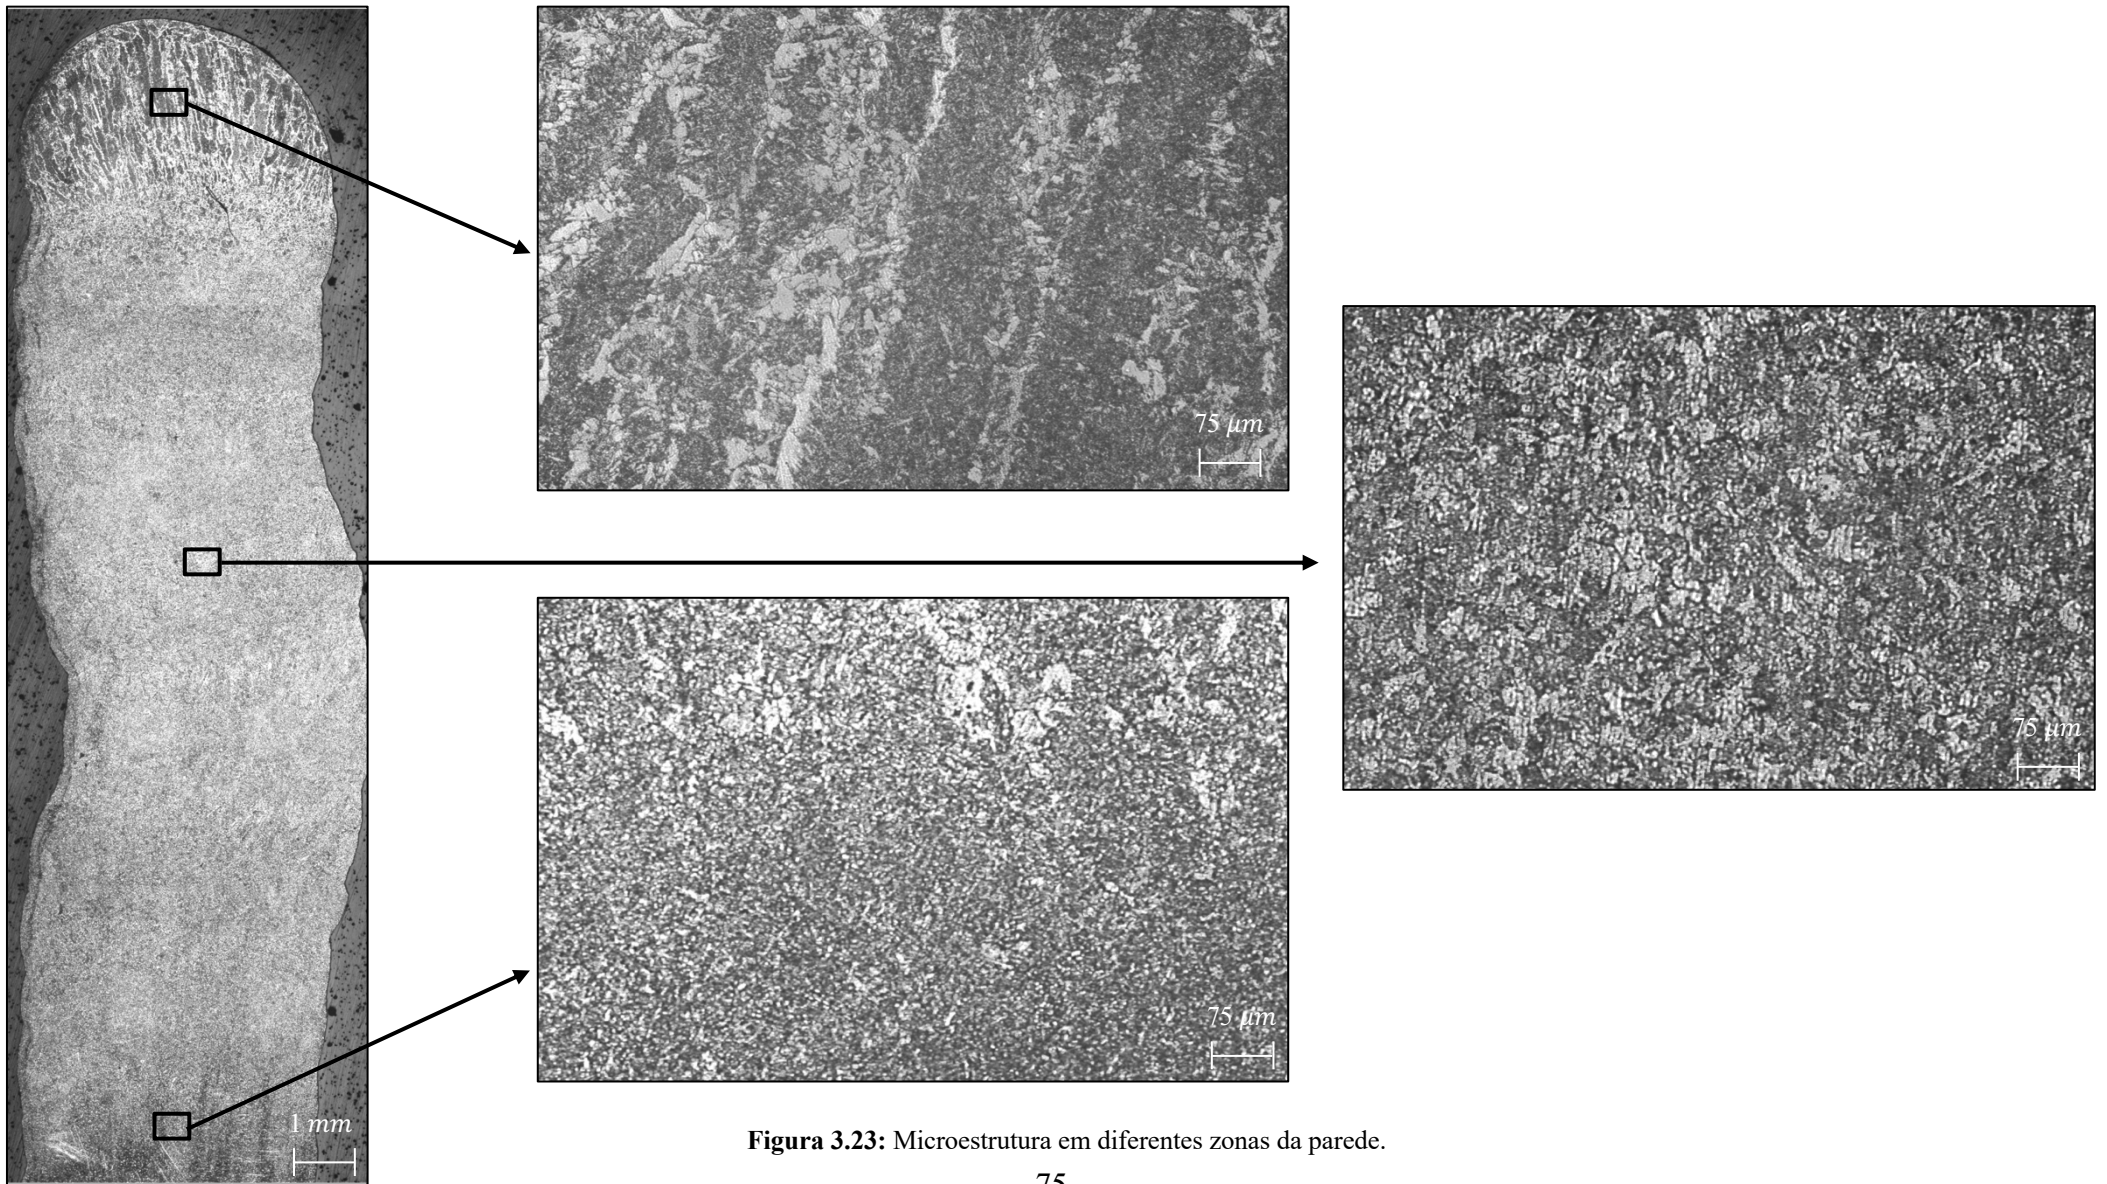 75 μm
75 μm
75 μm
1 mm
Figura 3.23: Microestrutura em diferentes zonas da parede.
75